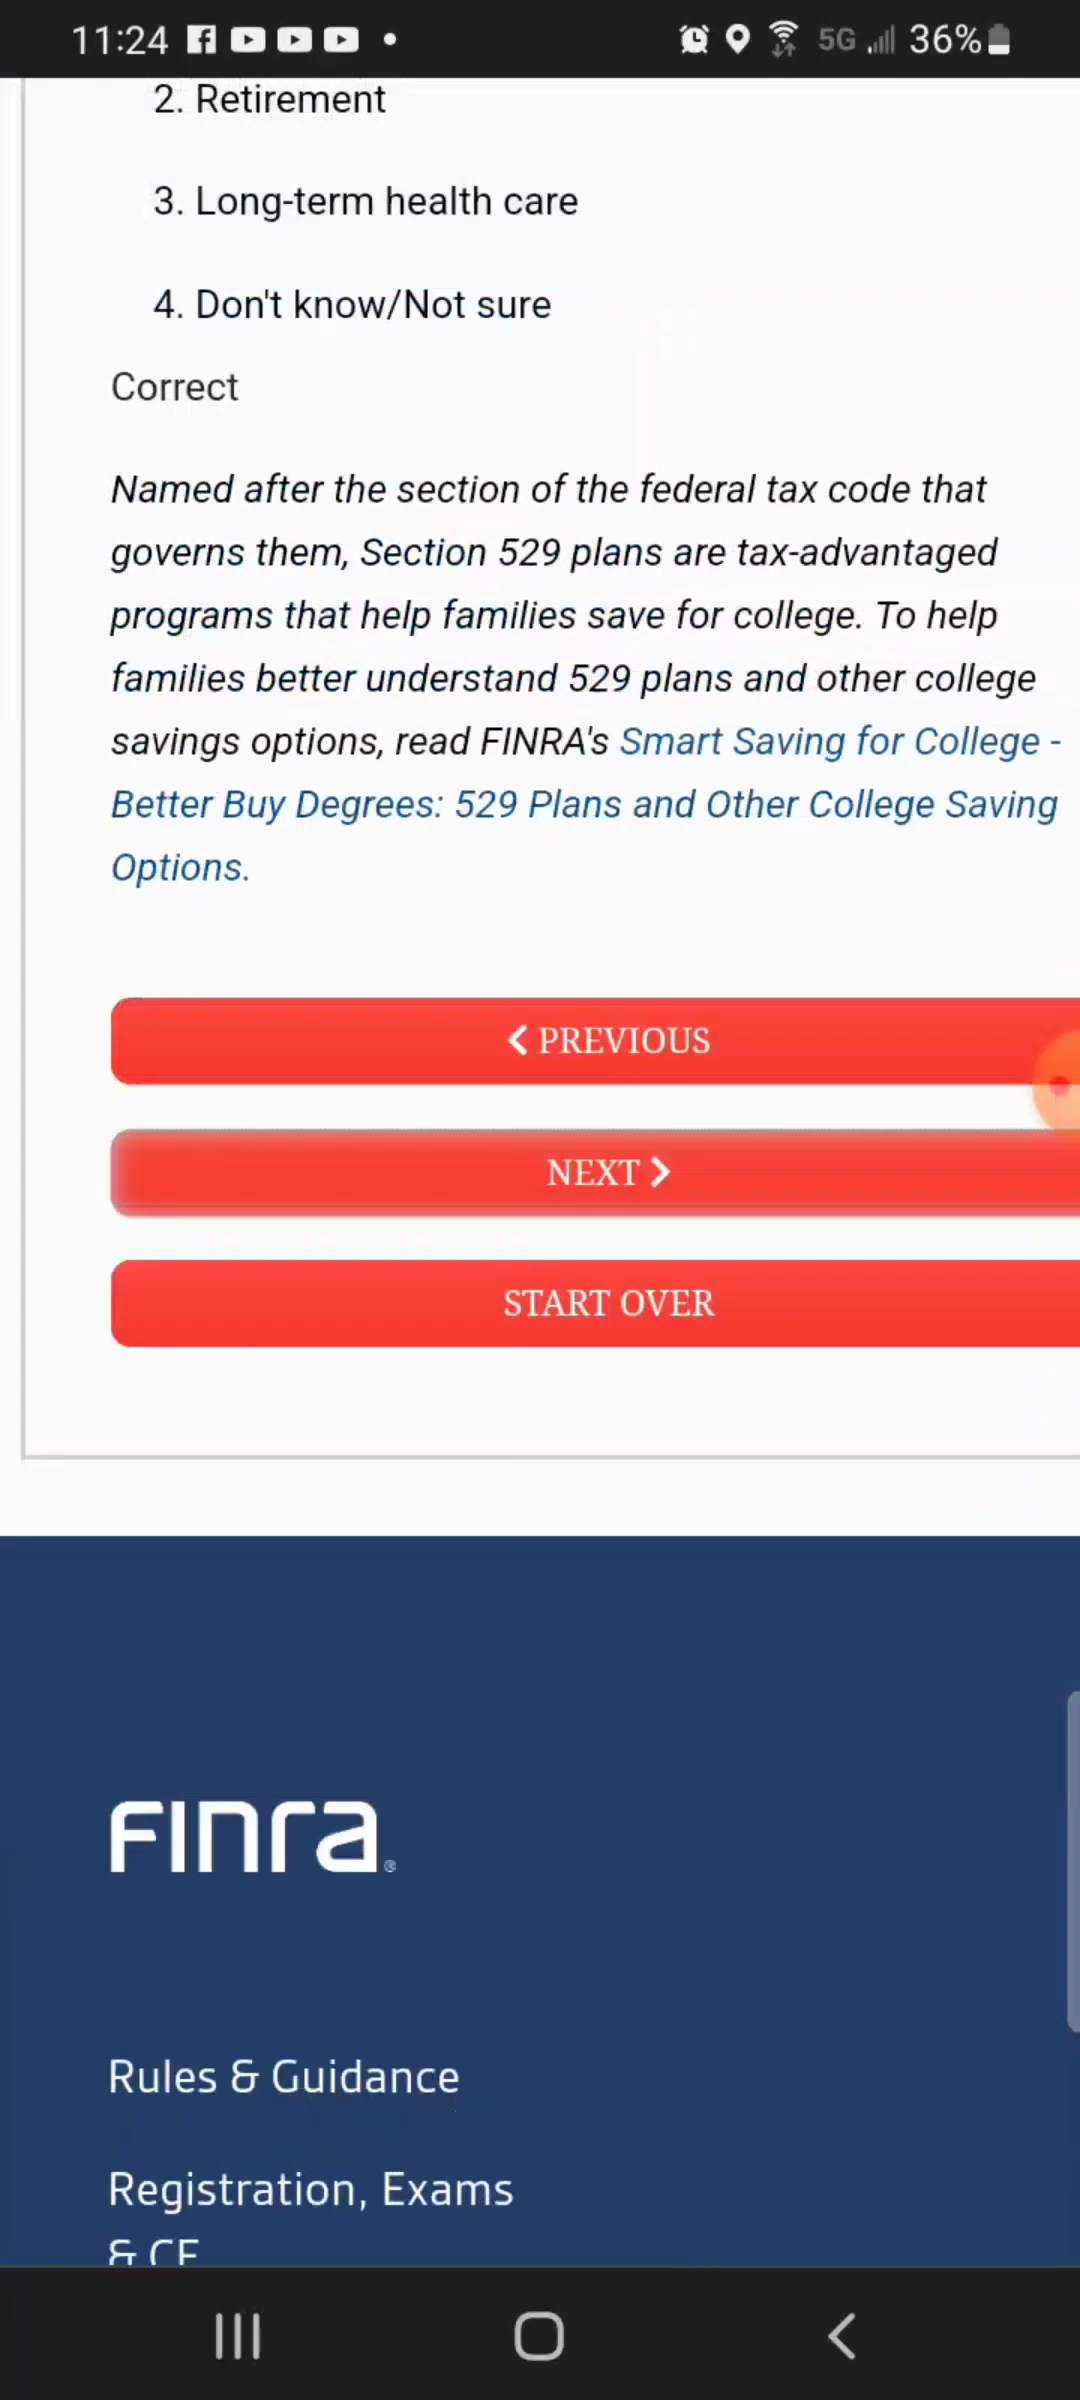 11:24 5G 36%
2. Retirement
3. Long-term health care
4. Don't know/Not sure
Correct
Named after the section of the federal tax code that
governs them, Section 529 plans are tax-advantaged
programs that help families save for college. To help
families better understand 529 plans and other college
savings options, read FINRA's Smart Saving for College -
Better Buy Degrees: 529 Plans and Other College Saving
Options.
PREVIOUS
NEXT
START OVER
FINRA®
Rules & Guidance
Registration, Exams
& CE